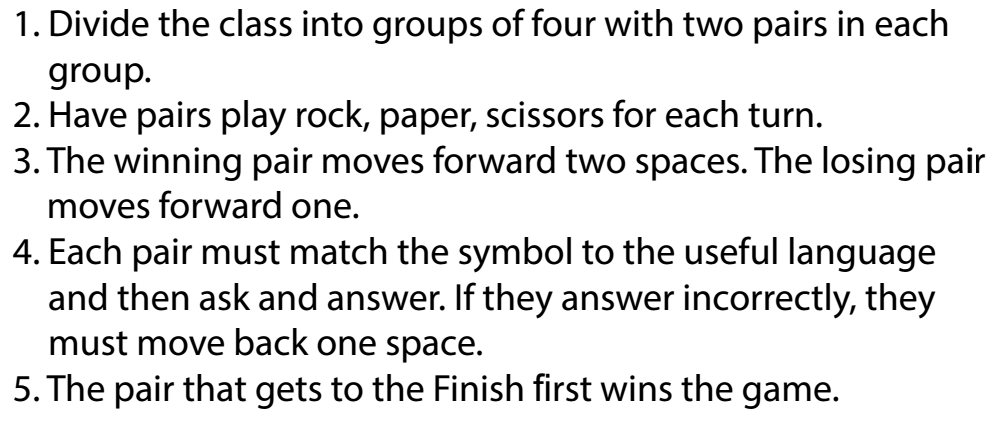 1. Divide the class into groups of four with two pairs in each
group.
2. Have pairs play rock, paper, scissors for each turn.
3. The winning pair moves forward two spaces. The losing pair
moves forward one.
4. Each pair must match the symbol to the useful language
and then ask and answer. If they answer incorrectly, they
must move back one space.
5. The pair that gets to the Finish first wins the game.